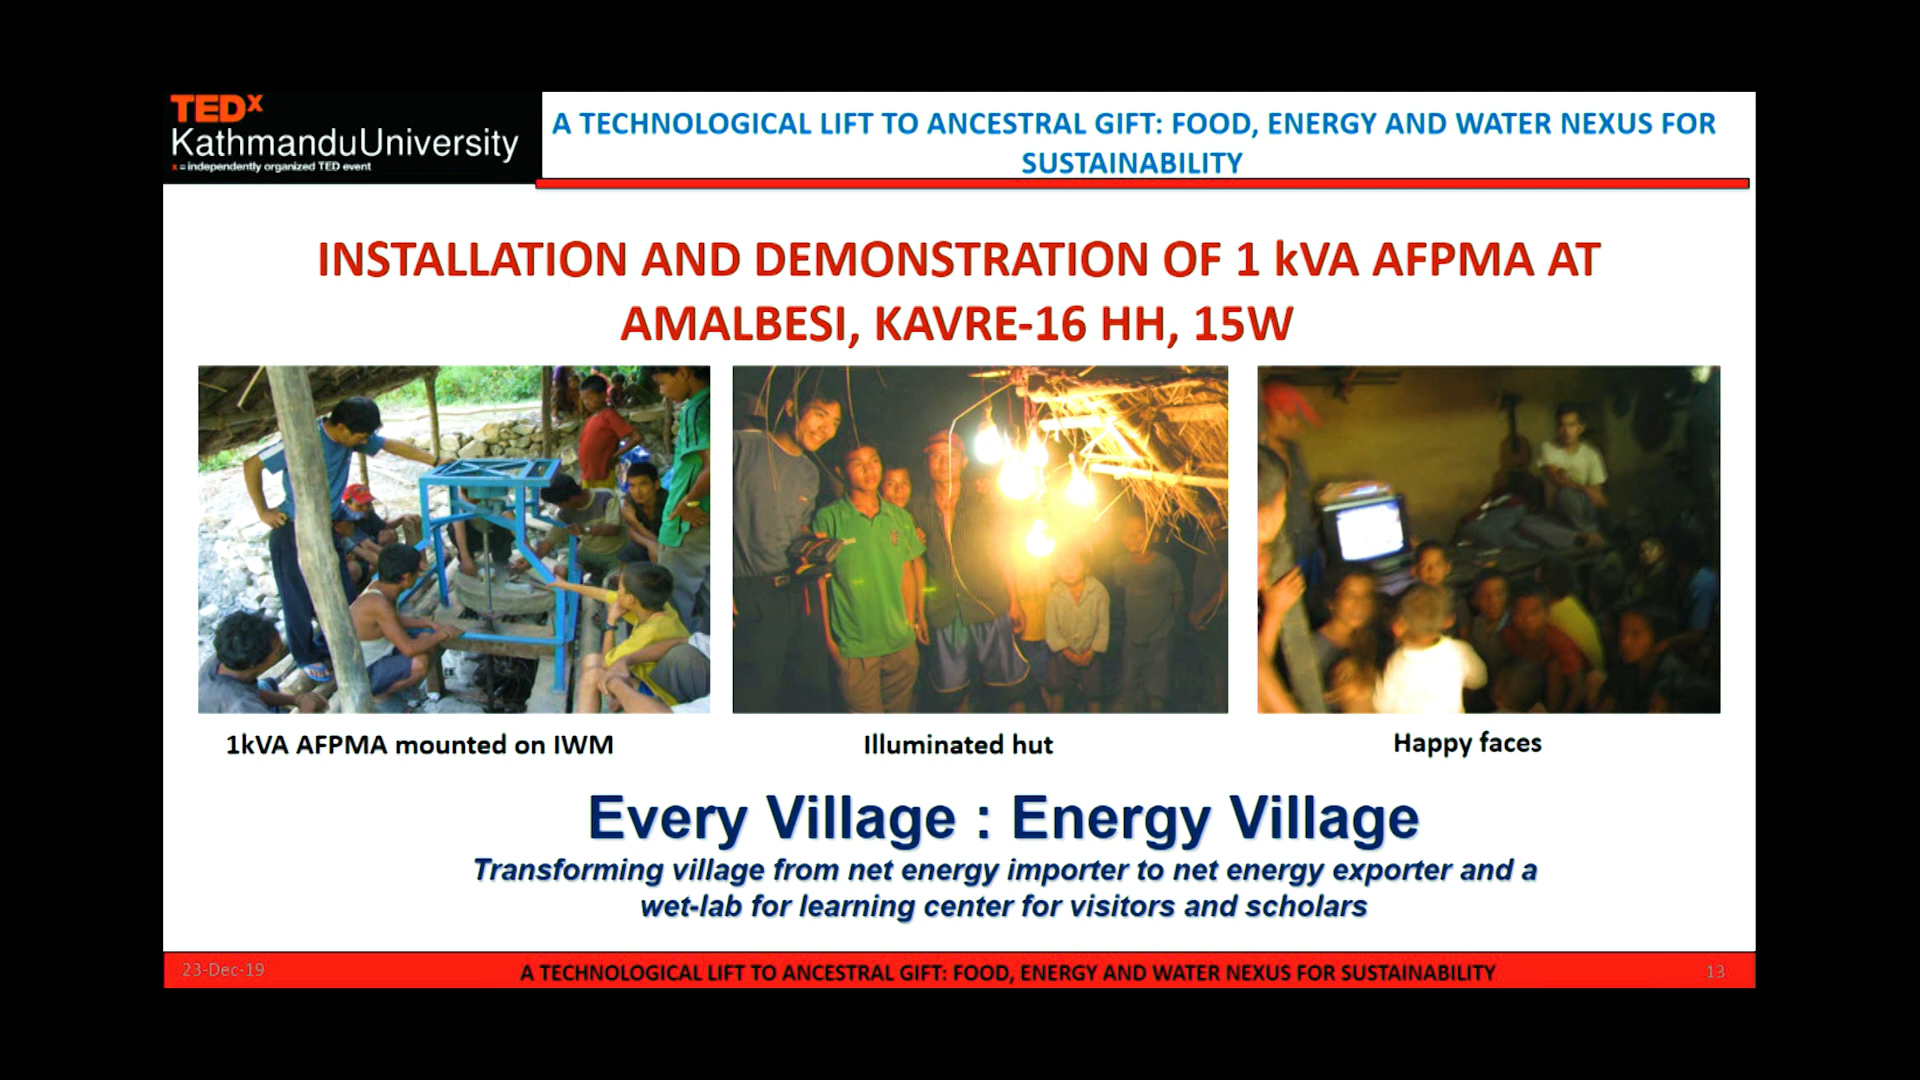 TEDx
KathmanduUniversity
x = independently organized TED event
A TECHNOLOGICAL LIFT TO ANCESTRAL GIFT: FOOD, ENERGY AND WATER NEXUS FOR
SUSTAINABILITY
INSTALLATION AND DEMONSTRATION OF 1 kVA AFPMA AT
AMALBESI, KAVRE-16 HH, 15W
1kVA AFPMA mounted on IWM
Illuminated hut
Happy faces
Every Village : Energy Village
Transforming village from net energy importer to net energy exporter and a
wet-lab for learning center for visitors and scholars
23-Dec-19
A TECHNOLOGICAL LIFT TO ANCESTRAL GIFT: FOOD, ENERGY AND WATER NEXUS FOR SUSTAINABILITY
13